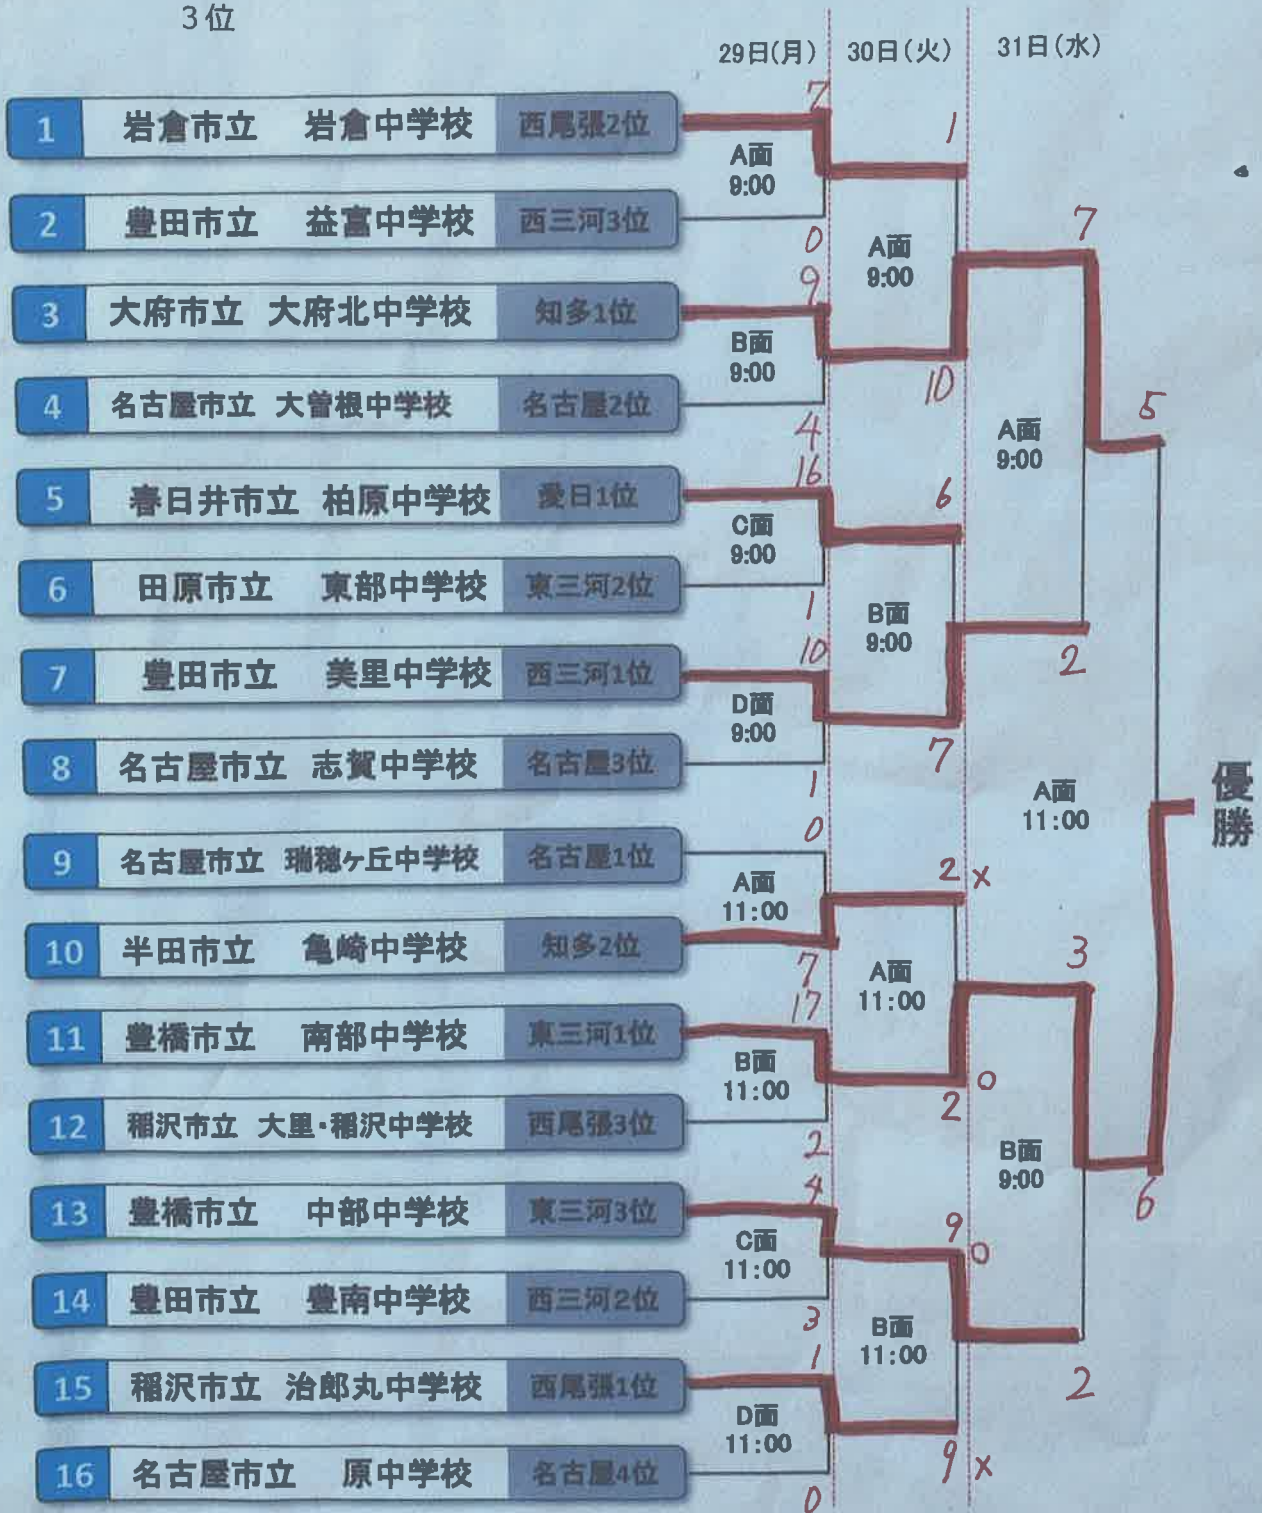 3位
29日(月) 30日(火) 31日(水)
7
1 岩倉市立 岩倉中学校 西尾張2位
1
A面
9:00
2 豊田市立 益富中学校 西三河3位
7
0
A面
9:00
9
3 大府市立 大府北中学校 知多1位
B面
9:00
10
4 名古屋市立 大曽根中学校 名古屋2位
5
4
A面
9:00
16
5 春日井市立 柏原中学校 愛日1位
6
C面
9:00
6 田原市立 東部中学校 東三河2位
1
B面
9:00
10
7 豊田市立 美里中学校 西三河1位
2
D面
9:00
7
8 名古屋市立 志賀中学校 名古屋3位
1
A面
11:00
優勝
0
9 名古屋市立 瑞穂ヶ丘中学校 名古屋1位
2 x
A面
11:00
10 半田市立 亀崎中学校 知多2位
3
7
A面
11:00
17
11 豊橋市立 南部中学校 東三河1位
B面
11:00
2 o
12 稲沢市立 大里・稲沢中学校 西尾張3位
2
B面
9:00
4
13 豊橋市立 中部中学校 東三河3位
6
9 o
C面
11:00
14 豊田市立 豊南中学校 西三河2位
3
B面
11:00
1
15 稲沢市立 治郎丸中学校 西尾張1位
2
D面
11:00
16 名古屋市立 原中学校 名古屋4位
9 x
0